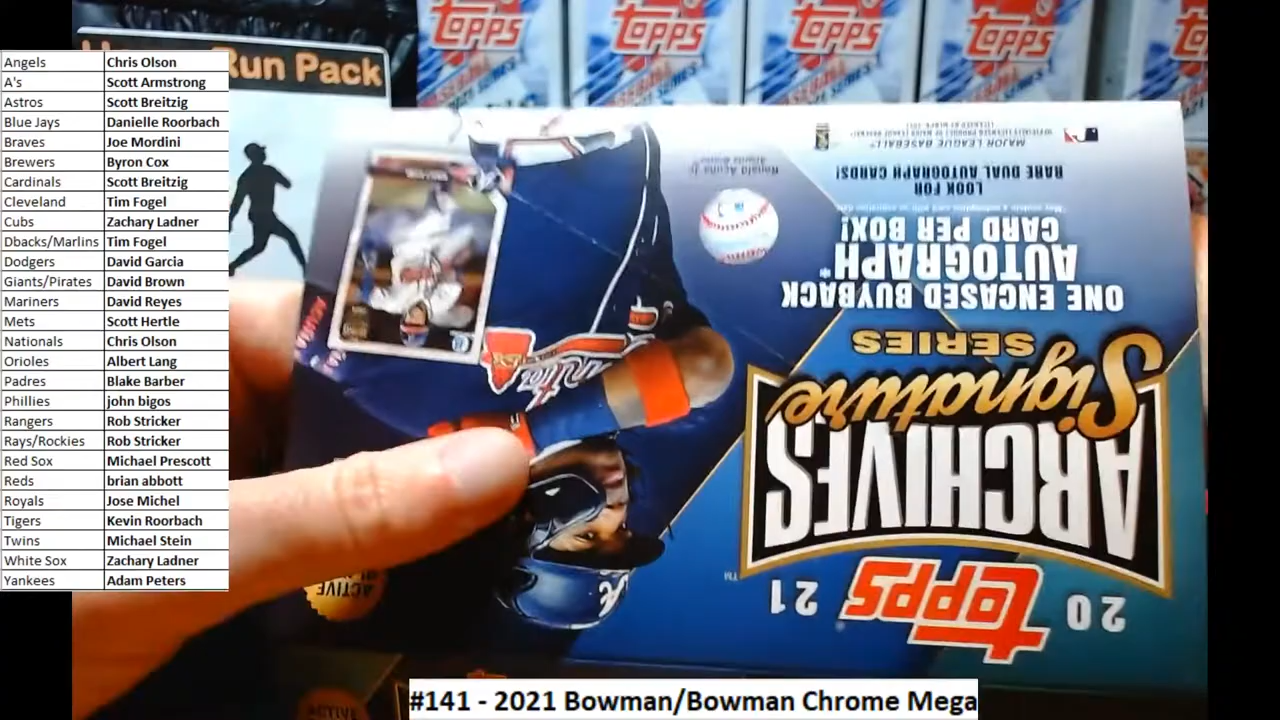 Angels Chris Olson
A's Scott Armstrong
Astros Scott Breitzig
Blue Jays Danielle Roorbach
Braves Joe Mordini
Brewers Byron Cox
Cardinals Scott Breitzig
Cleveland Tim Fogel
Cubs Zachary Ladner
Dbacks/Marlins Tim Fogel
Dodgers David Garcia
Giants/Pirates David Brown
Mariners David Reyes
Mets Scott Hertle
Nationals Chris Olson
Orioles Albert Lang
Padres Blake Barber
Phillies john bigos
Rangers Rob Stricker
Rays/Rockies Rob Stricker
Red Sox Michael Prescott
Reds brian abbott
Royals Jose Michel
Tigers Kevin Roorbach
Twins Michael Stein
White Sox Zachary Ladner
Yankees Adam Peters
Run Pack
Topps
Topps
Topps
Topps
Topps
20 Topps® 21
ARCHIVES
Signature
SERIES
ONE ENCASED BUYBACK
AUTOGRAPH*
CARD PER BOX!
LOOK FOR
RARE DUAL AUTOGRAPH CARDS!
MAJOR LEAGUE BASEBALL
Ronald Acuña Jr.
ACTIVE
ACTIVE
#141 - 2021 Bowman/Bowman Chrome Mega